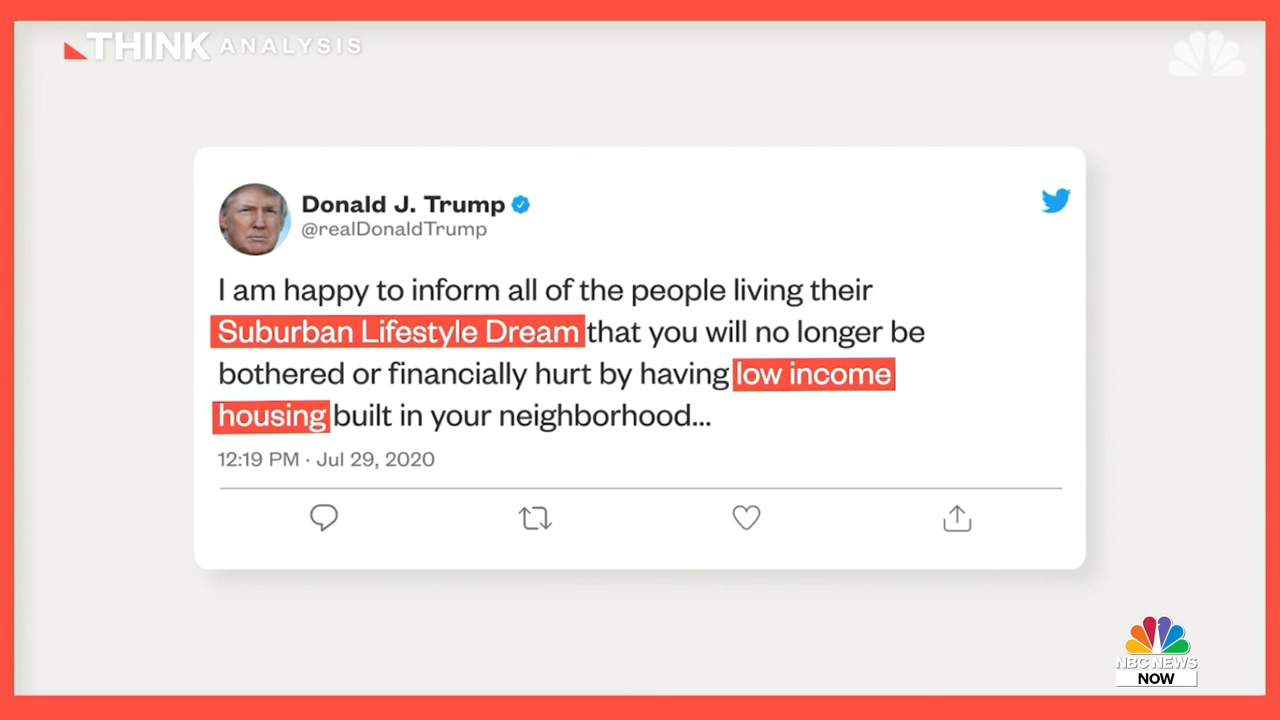 THINK ANALYSIS
Donald J. Trump
@realDonaldTrump
I am happy to inform all of the people living their
Suburban Lifestyle Dream that you will no longer be
bothered or financially hurt by having low income
housing built in your neighborhood...
12:19 PM · Jul 29, 2020
NBC NEWS
NOW